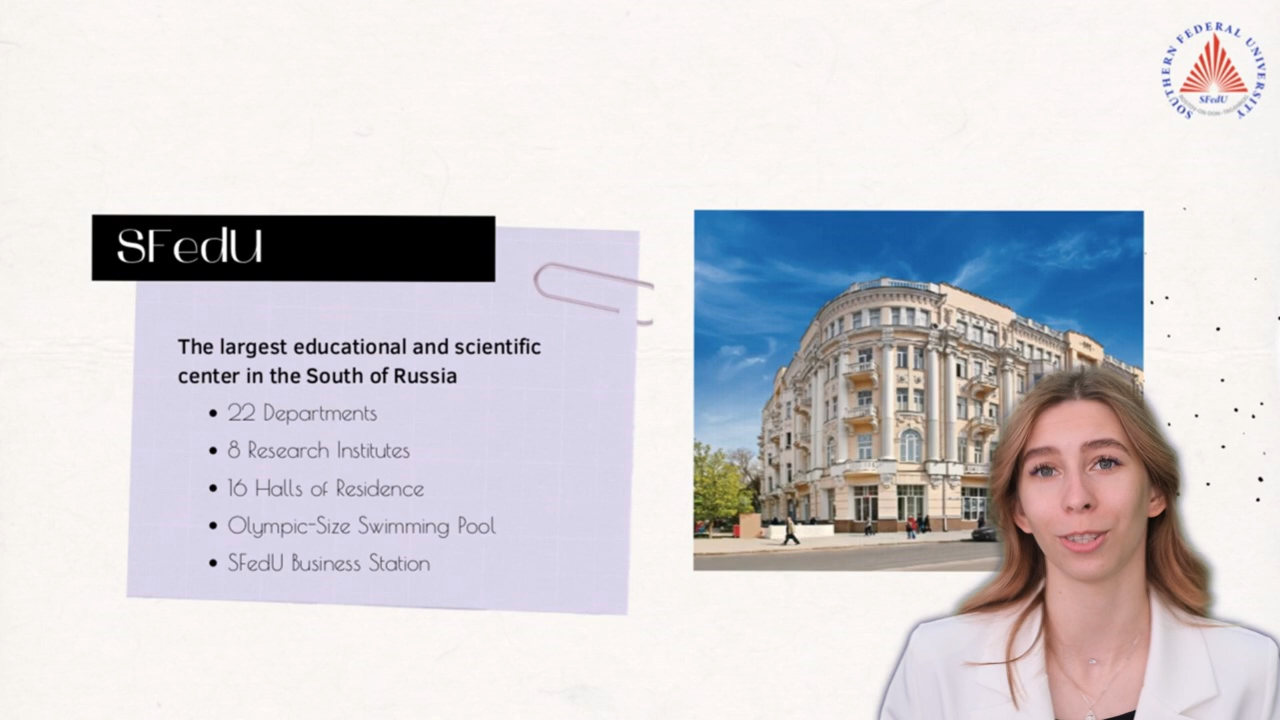 SFedU
The largest educational and scientific
center in the South of Russia
• 22 Departments
• 8 Research Institutes
• 16 Halls of Residence
• Olympic-Size Swimming Pool
• SFedU Business Station
SOUTHERN FEDERAL UNIVERSITY
SFedU